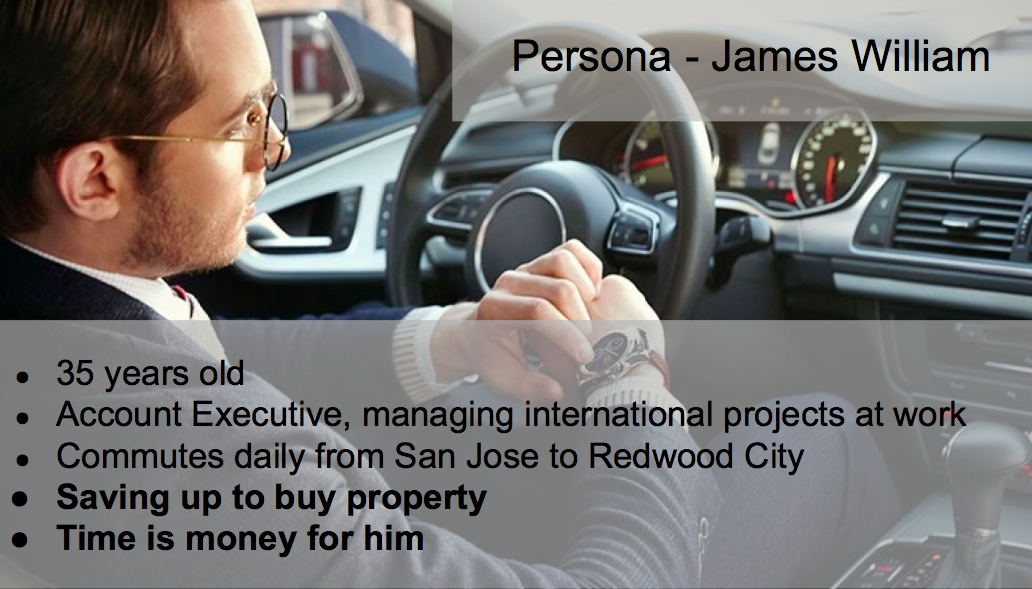 Persona - James William
● 35 years old
● Account Executive, managing international projects at work
● Commutes daily from San Jose to Redwood City
● Saving up to buy property
● Time is money for him